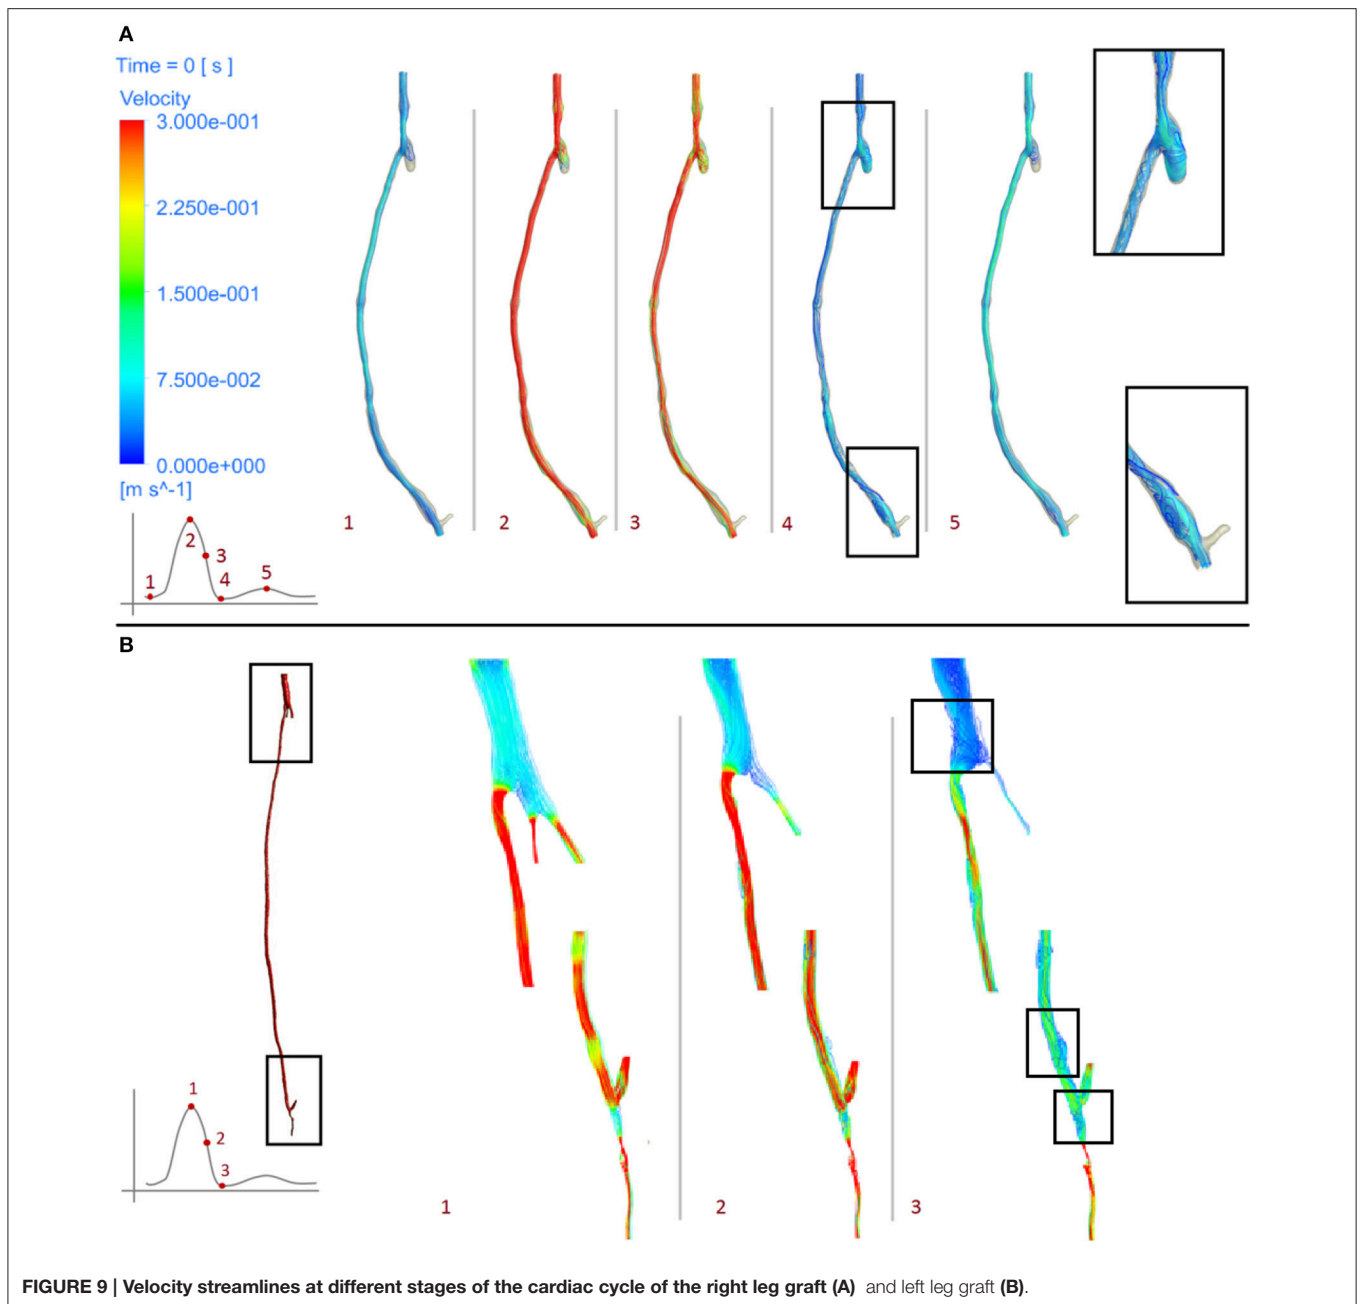 A
Time = 0 [ s ]
Velocity
3.000e-001
2.250e-001
1.500e-001
7.500e-002
0.000e+000
[m s^-1]
1
2
3
4
5
1
2
3
4
5
B
1
2
3
1
2
3
FIGURE 9 | Velocity streamlines at different stages of the cardiac cycle of the right leg graft (A) and left leg graft (B).